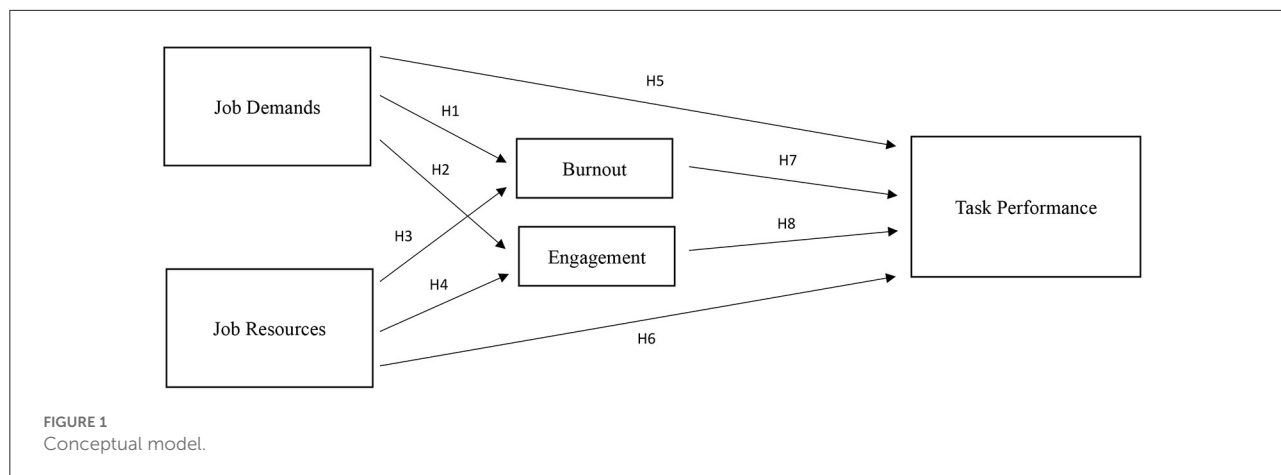 Job Demands
H5
H1
H2
Burnout
H7
Task Performance
H3
H8
Engagement
H4
Job Resources
H6
FIGURE 1
Conceptual model.